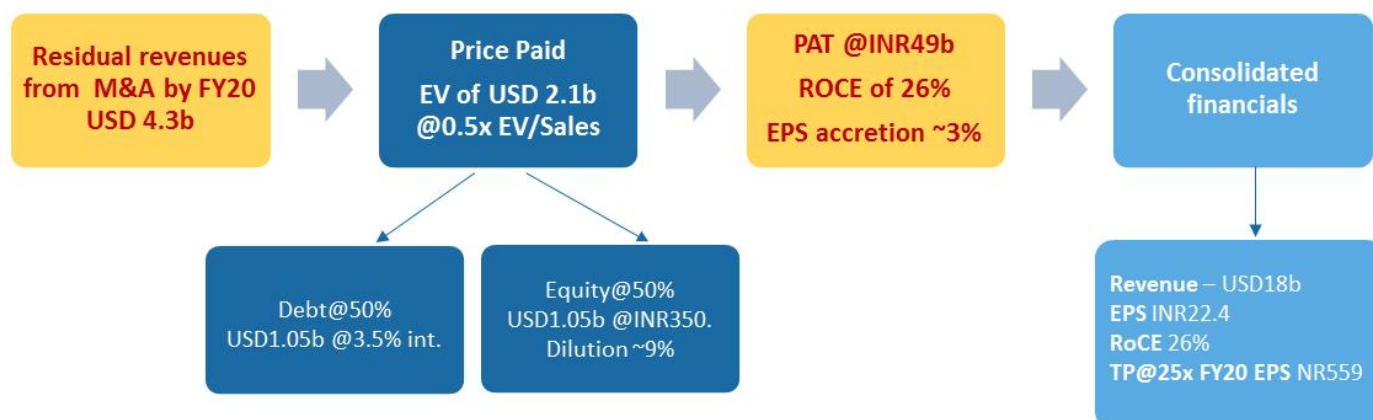 Residual revenues
from M&A by FY20
USD 4.3b
Price Paid
EV of USD 2.1b
@0.5x EV/Sales
PAT @INR49b
ROCE of 26%
EPS accretion ~3%
Consolidated
financials
Debt@50%
USD1.05b @3.5% int.
Equity@50%
USD1.05b @INR350.
Dilution ~9%
Revenue – USD18b
EPS INR22.4
RoCE 26%
TP@25x FY20 EPS NR559